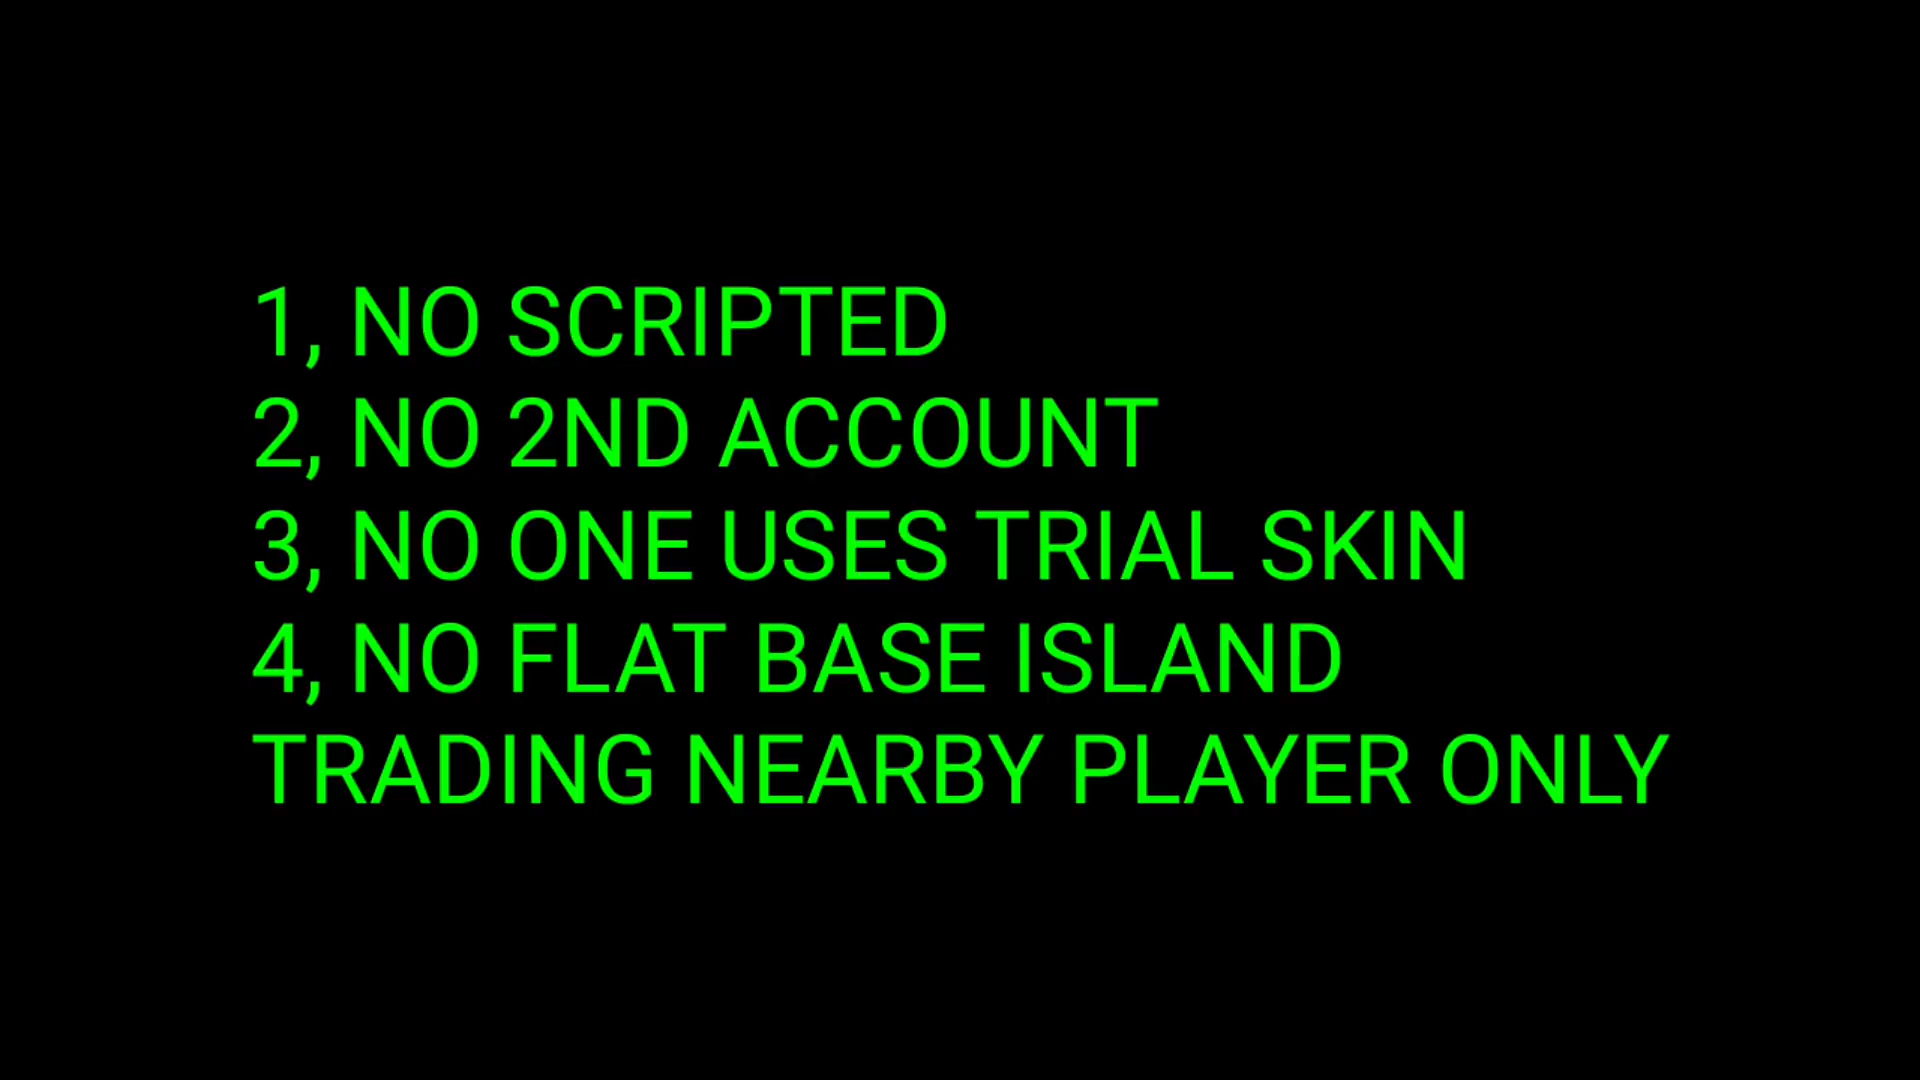 1, NO SCRIPTED
2, NO 2ND ACCOUNT
3, NO ONE USES TRIAL SKIN
4, NO FLAT BASE ISLAND
TRADING NEARBY PLAYER ONLY